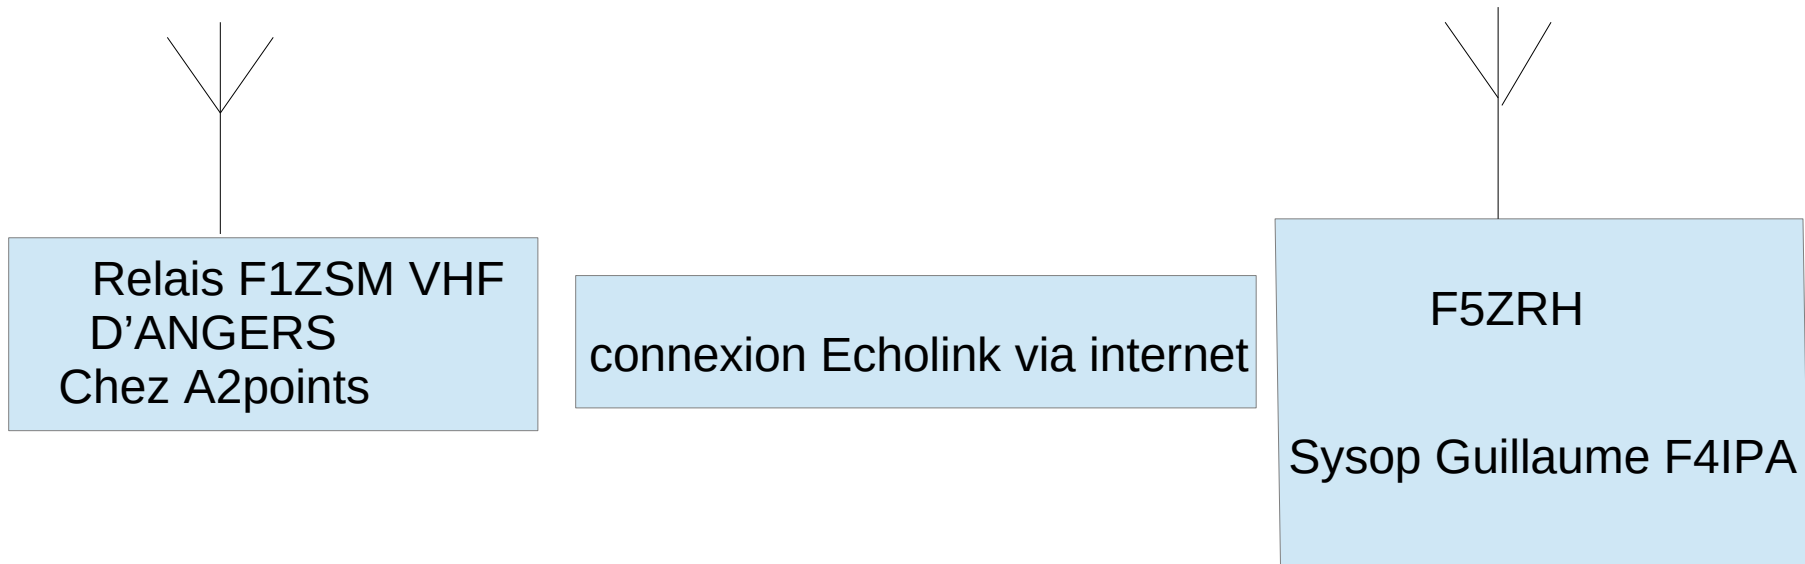 Relais F1ZSM VHF
D’ANGERS
Chez A2points
connexion Echolink via internet
F5ZRH
Sysop Guillaume F4IPA